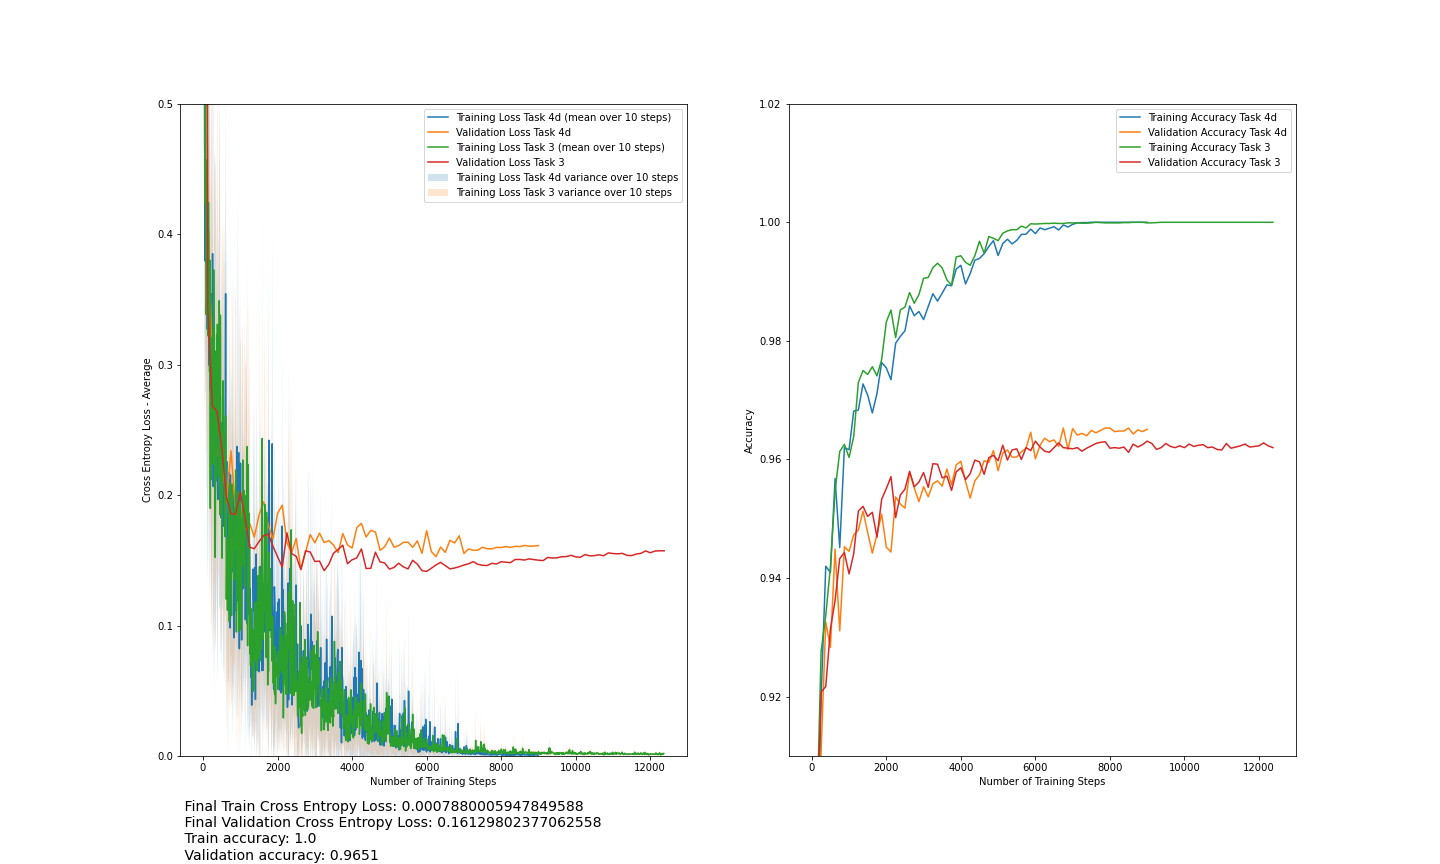 0.5
0.4
0.3
0.2
0.1
0.0
Cross Entropy Loss - Average
0 2000 4000 6000 8000 10000 12000
Number of Training Steps
Training Loss Task 4d (mean over 10 steps)
Validation Loss Task 4d
Training Loss Task 3 (mean over 10 steps)
Validation Loss Task 3
Training Loss Task 4d variance over 10 steps
Training Loss Task 3 variance over 10 steps
1.02
1.00
0.98
0.96
0.94
0.92
Accuracy
0 2000 4000 6000 8000 10000 12000
Number of Training Steps
Training Accuracy Task 4d
Validation Accuracy Task 4d
Training Accuracy Task 3
Validation Accuracy Task 3
Final Train Cross Entropy Loss: 0.0007880005947849588
Final Validation Cross Entropy Loss: 0.16129802377062558
Train accuracy: 1.0
Validation accuracy: 0.9651